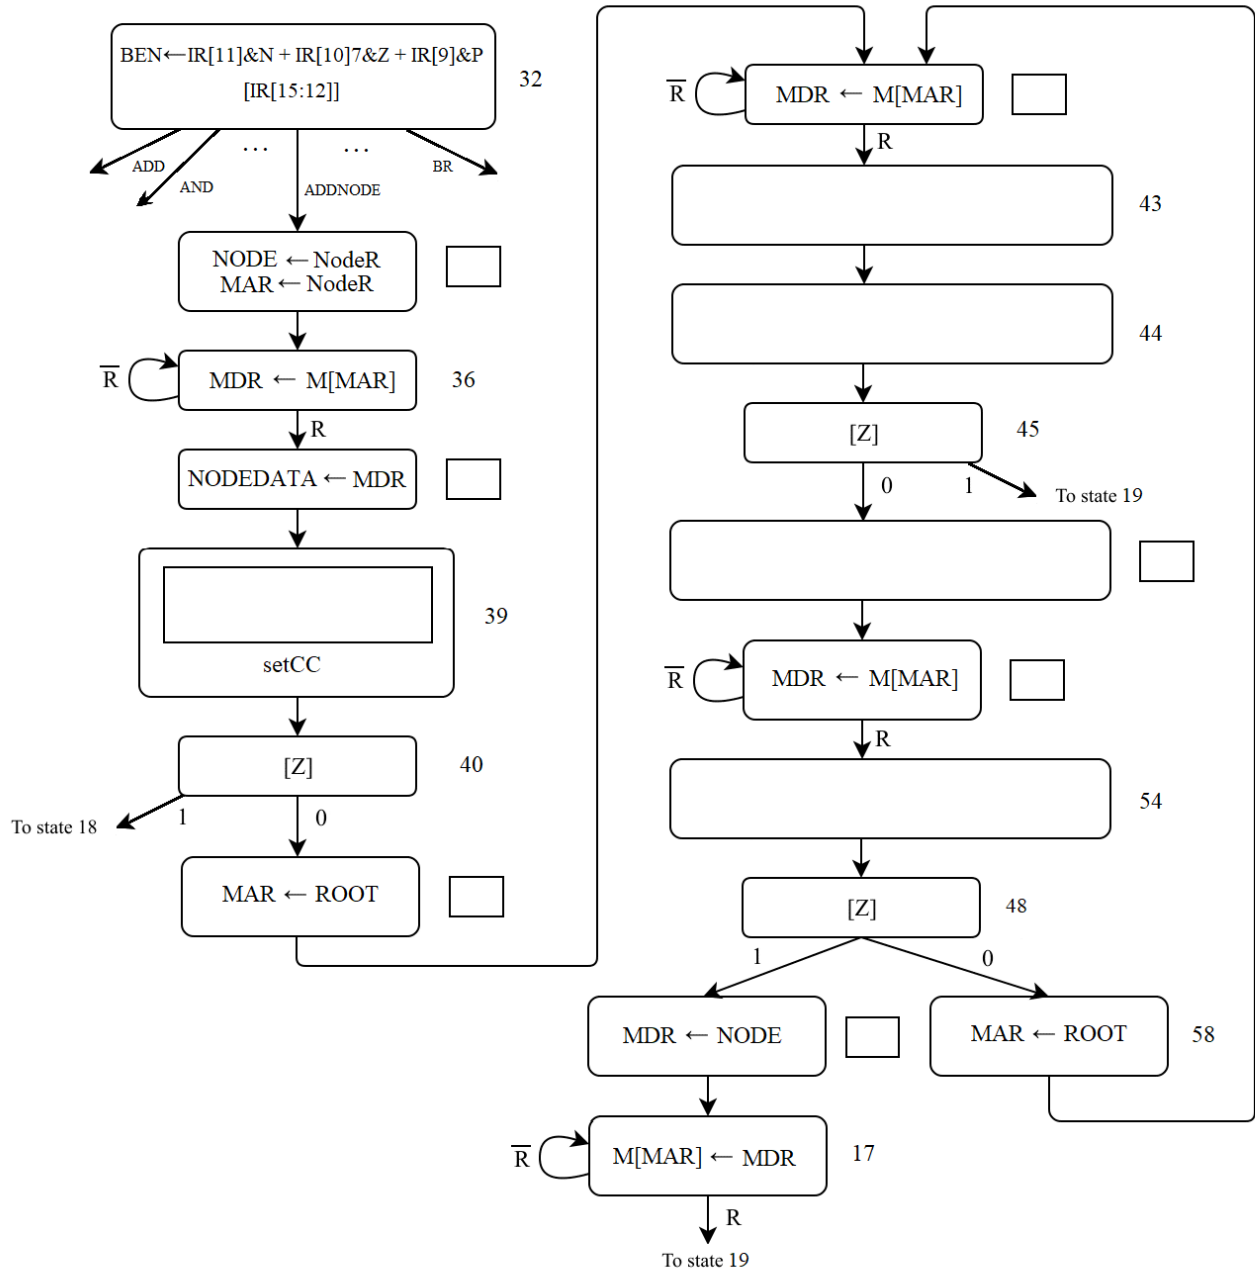 BEN←IR[11]&N + IR[10]7&Z + IR[9]&P
[IR[15:12]]
32
ADD
AND
...
ADDNODE
...
BR
NODE ← NodeR
MAR ← NodeR
R̅
MDR ← M[MAR]
36
R
NODEDATA ← MDR
39
setCC
[Z]
40
To state 18
1
0
MAR ← ROOT
R̅
MDR ← M[MAR]
R
43
44
[Z]
45
0
1
To state 19
R̅
MDR ← M[MAR]
R
54
[Z]
48
1
0
MDR ← NODE
MAR ← ROOT
58
R̅
M[MAR] ← MDR
17
R
To state 19